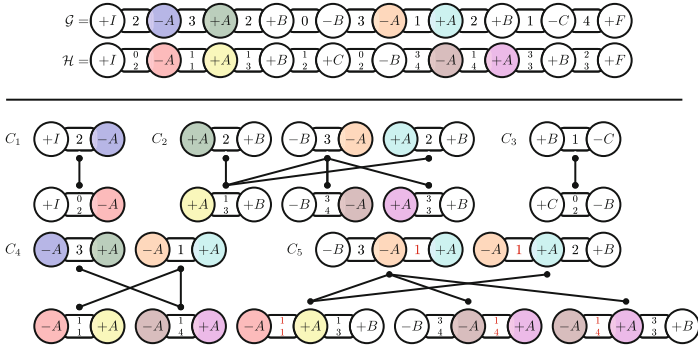 𝒢 = +I 2 −A 3 +A 2 +B 0 −B 3 −A 1 +A 2 +B 1 −C 4 +F
ℋ = +I 0 2 −A 1 1 +A 1 3 +B 1 2 +C 0 2 −B 3 4 −A 1 4 +A 3 3 +B 2 3 +F
C₁ +I 2 −A C₂ +A 2 +B −B 3 −A +A 2 +B C₃ +B 1 −C
+I 0 2 −A +A 1 3 +B −B 3 4 −A +A 3 3 +B +C 0 2 −B
C₄ −A 3 +A −A 1 +A C₅ −B 3 −A 1 +A −A 1 +A 2 +B
−A 1 1 +A −A 1 4 +A −A 1 1 +A 1 3 +B −B 3 4 −A 1 4 +A −A 1 4 +A 3 3 +B